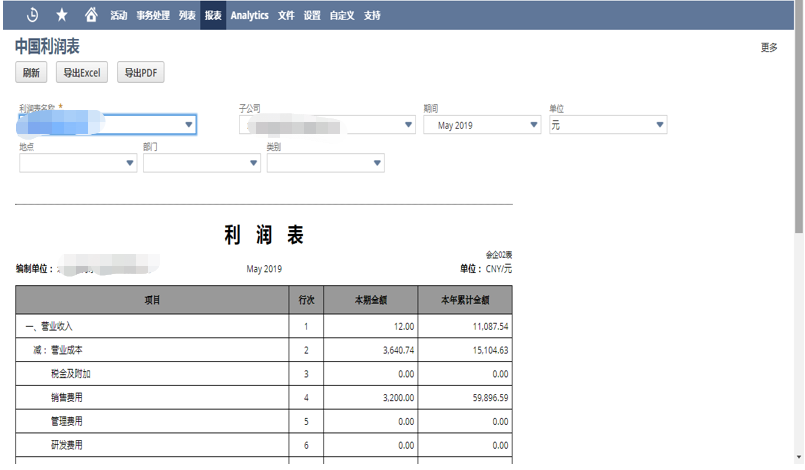 活动 事务处理 列表 报表 Analytics 文件 设置 自定义 支持
中国利润表 更多
刷新 导出Excel 导出PDF
利润表名称 * 子公司 期间 单位
May 2019 元
地点 部门 类别
利 润 表
会企02表
编制单位： May 2019 单位： CNY/元
项目 行次 本期金额 本年累计金额
一、营业收入 1 12.00 11,087.54
减：营业成本 2 3,640.74 15,104.63
税金及附加 3 0.00 0.00
销售费用 4 3,200.00 59,896.59
管理费用 5 0.00 0.00
研发费用 6 0.00 0.00